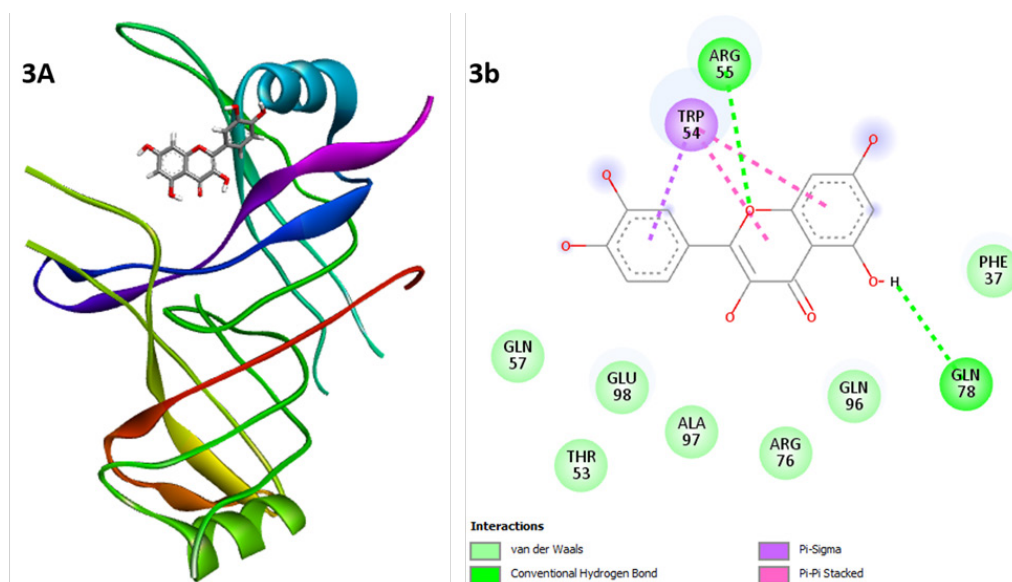 3A
3b
ARG
55
TRP
54
O
O
O
O
O
O
O
H
PHE
37
GLN
57
GLU
98
GLN
96
GLN
78
ALA
97
ARG
76
THR
53
Interactions
van der Waals
Conventional Hydrogen Bond
Pi-Sigma
Pi-Pi Stacked